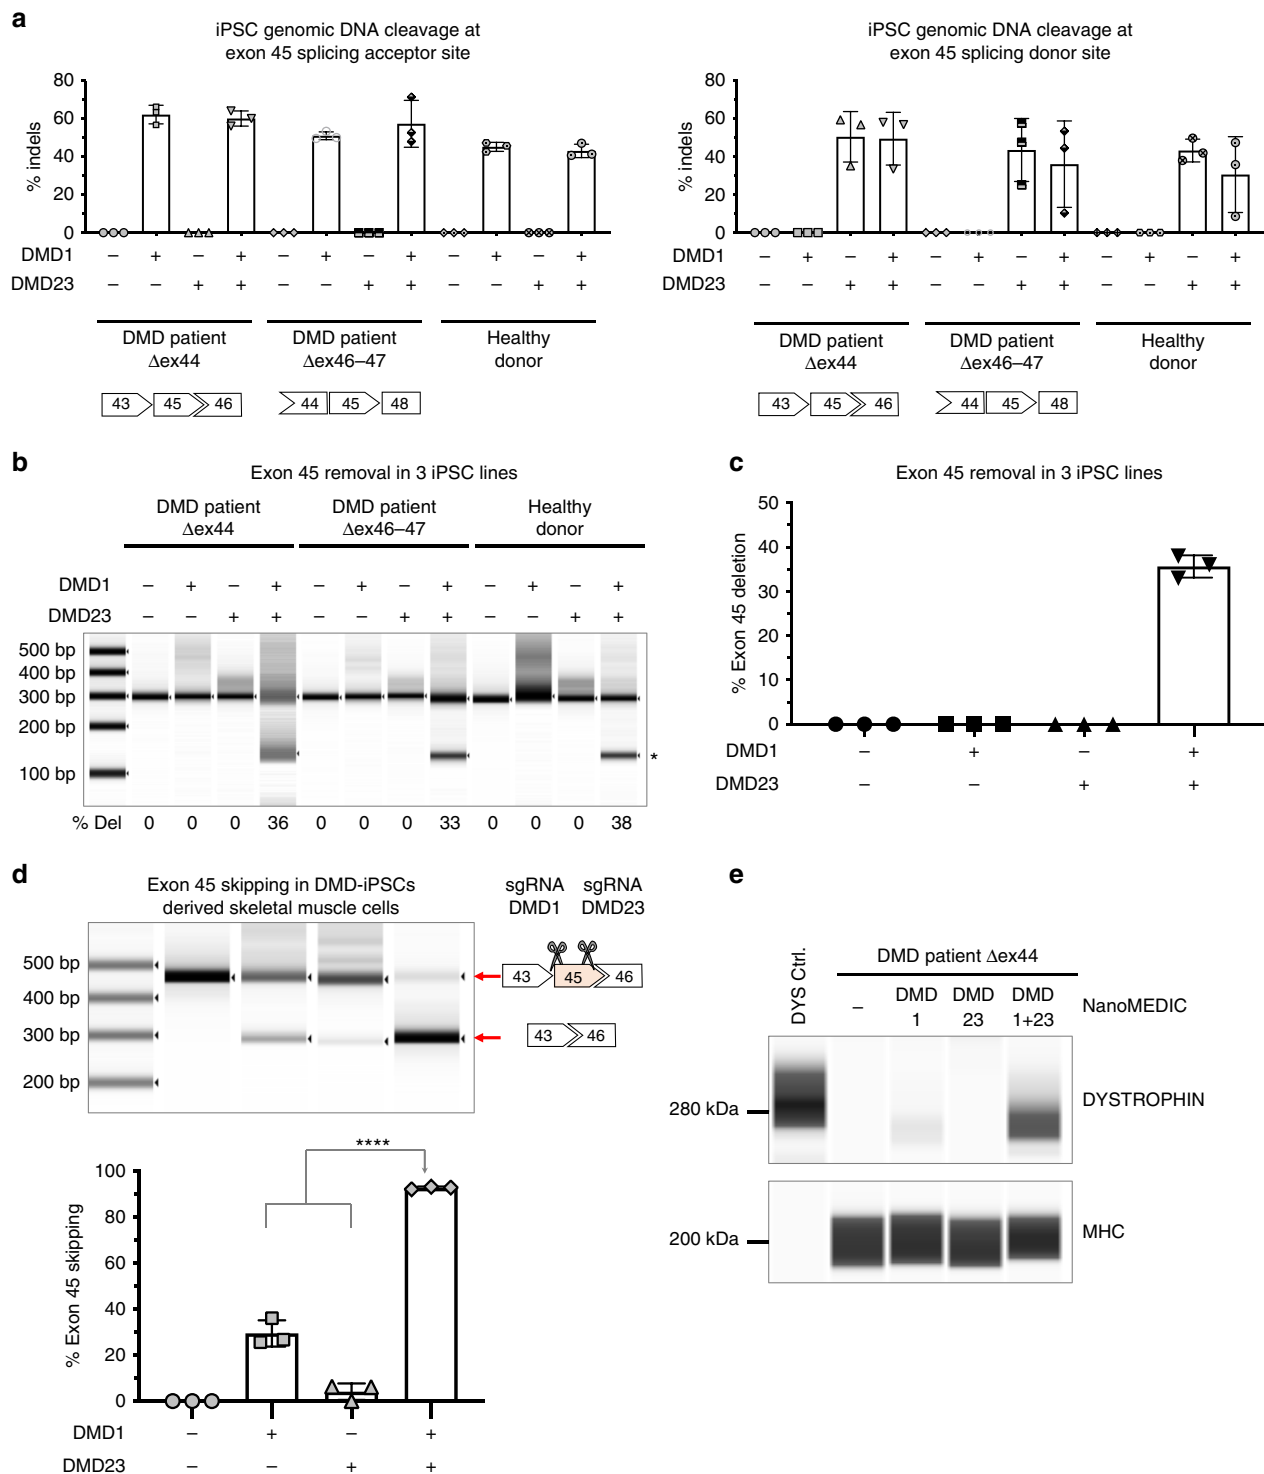 a
iPSC genomic DNA cleavage at
exon 45 splicing acceptor site
% indels
80
60
40
20
0
DMD1 – + – + – + – + – + – +
DMD23 – – + + – – + + – – + +
DMD patient
Δex44
DMD patient
Δex46–47
Healthy
donor
43 45 46
44 45 48
iPSC genomic DNA cleavage at
exon 45 splicing donor site
% indels
80
60
40
20
0
DMD1 – + – + – + – + – + – +
DMD23 – – + + – – + + – – + +
DMD patient
Δex44
DMD patient
Δex46–47
Healthy
donor
43 45 46
44 45 48
b
Exon 45 removal in 3 iPSC lines
DMD patient
Δex44
DMD patient
Δex46–47
Healthy
donor
DMD1 – + – + – + – + – + – +
DMD23 – – + + – – + + – – + +
500 bp
400 bp
300 bp
200 bp
100 bp
*
% Del 0 0 0 36 0 0 0 33 0 0 0 38
c
Exon 45 removal in 3 iPSC lines
% Exon 45 deletion
50
40
30
20
10
0
DMD1 – + – +
DMD23 – – + +
d
Exon 45 skipping in DMD-iPSCs
derived skeletal muscle cells
sgRNA
DMD1
sgRNA
DMD23
500 bp
400 bp
300 bp
200 bp
43 45 46
43 46
****
% Exon 45 skipping
100
80
60
40
20
0
DMD1 – + – +
DMD23 – – + +
e
DYS Ctrl.
DMD patient Δex44
–
DMD
1
DMD
23
DMD
1+23
NanoMEDIC
280 kDa
DYSTROPHIN
200 kDa
MHC